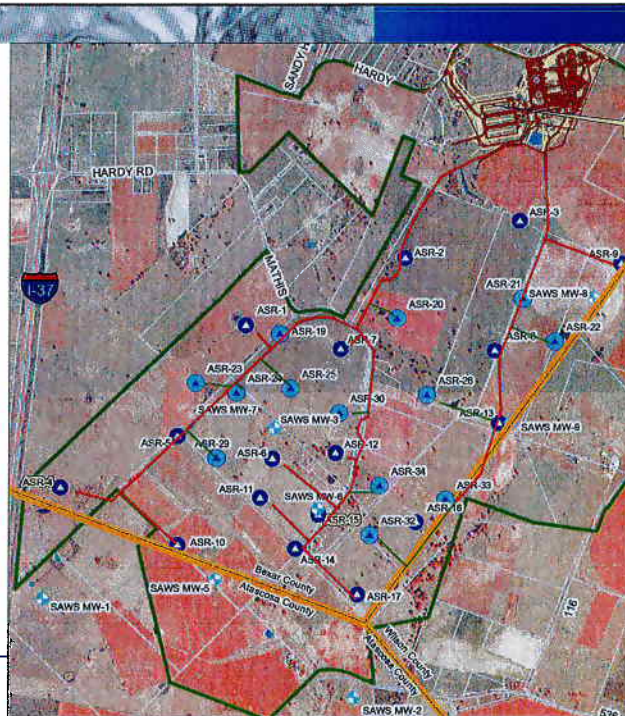 SANDY
HARDY
HARDY RD
MATHIS
I-37
ASR-3
ASR-2
ASR-9
ASR-21
SAWS MW-8
ASR-1
ASR-20
ASR-19
ASR-22
ASR-7
ASR-23
ASR-24
ASR-25
ASR-26
SAWS MW-7
ASR-30
SAWS MW-3
ASR-13
SAWS MW-9
ASR-5
ASR-29
ASR-6
ASR-12
ASR-4
ASR-11
ASR-34
SAWS MW-6
ASR-33
ASR-16
ASR-15
ASR-32
ASR-10
ASR-14
Bexar County
Atascosa County
SAWS MW-5
SAWS MW-1
ASR-17
116
Wilson County
Atascosa County
SAWS MW-2
536